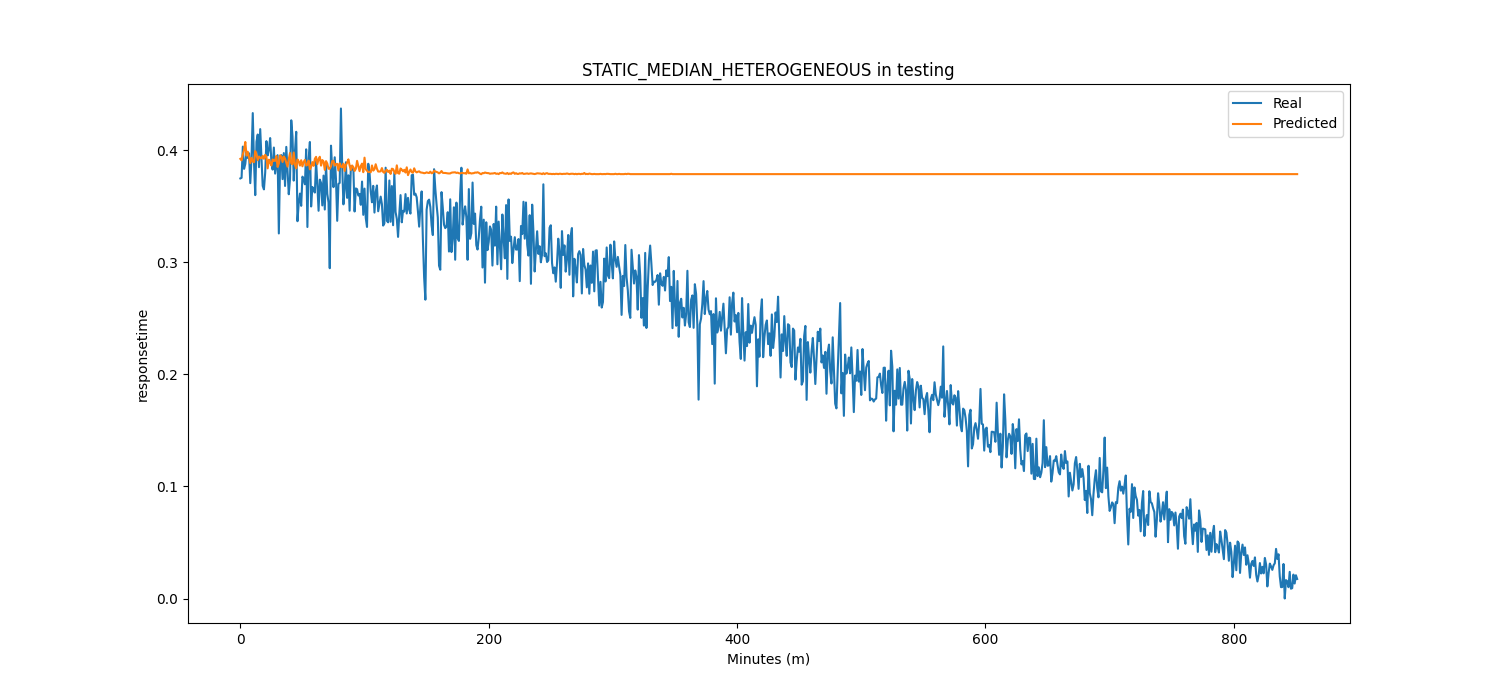 STATIC_MEDIAN_HETEROGENEOUS in testing
Real
Predicted
responsetime
0.4
0.3
0.2
0.1
0.0
0
200
400
600
800
Minutes (m)